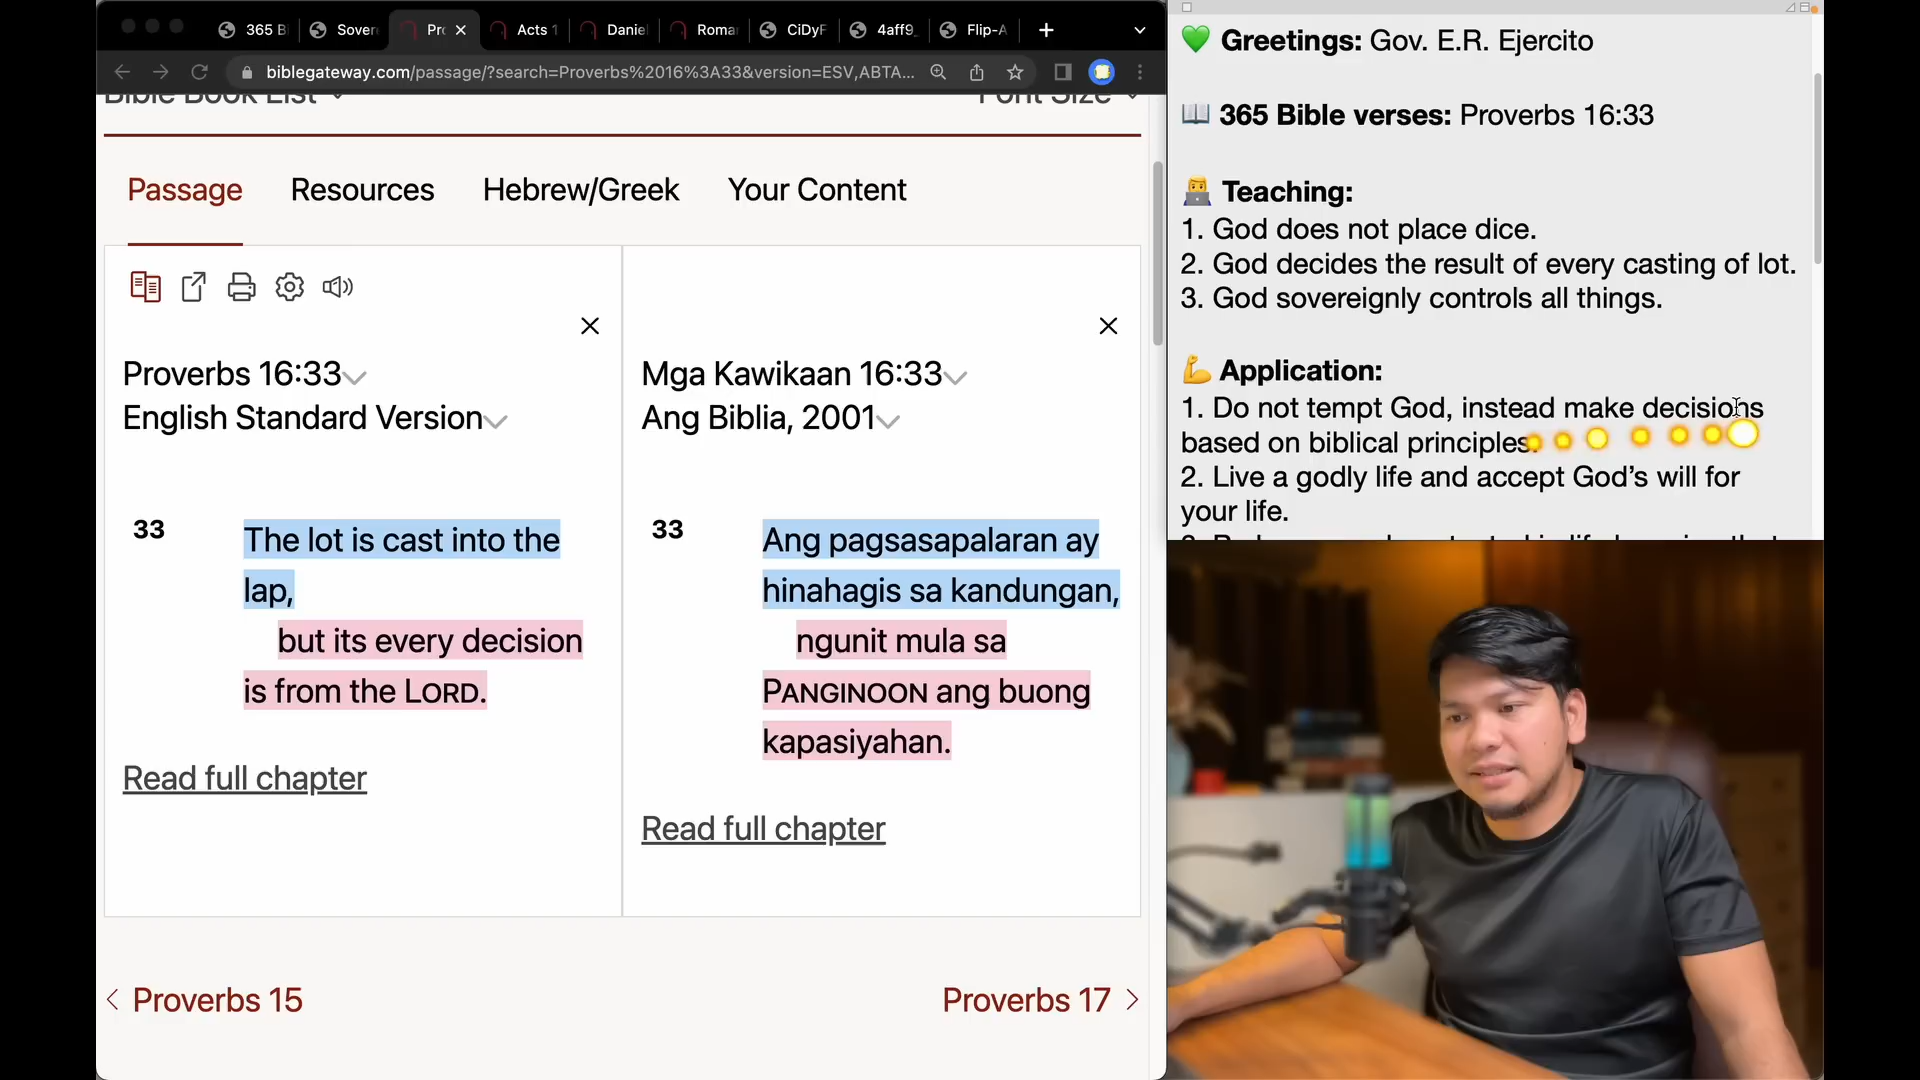 365 B
Sover
Pro
Acts 1
Danie
Roma
CiDyF
4aff9
Flip-A
biblegateway.com/passage/?search=Proverbs%2016%3A33&version=ESV,ABTA...
Bible Book List
Font Size
Passage
Resources
Hebrew/Greek
Your Content
Proverbs 16:33
English Standard Version
33 The lot is cast into the
lap,
but its every decision
is from the LORD.
Read full chapter
Mga Kawikaan 16:33
Ang Biblia, 2001
33 Ang pagsasapalaran ay
hinahagis sa kandungan,
ngunit mula sa
PANGINOON ang buong
kapasiyahan.
Read full chapter
Proverbs 15
Proverbs 17
💚 Greetings: Gov. E.R. Ejercito
📖 365 Bible verses: Proverbs 16:33
👨‍💻 Teaching:
1. God does not place dice.
2. God decides the result of every casting of lot.
3. God sovereignly controls all things.
💪 Application:
1. Do not tempt God, instead make decisions
based on biblical principles.
2. Live a godly life and accept God's will for
your life.